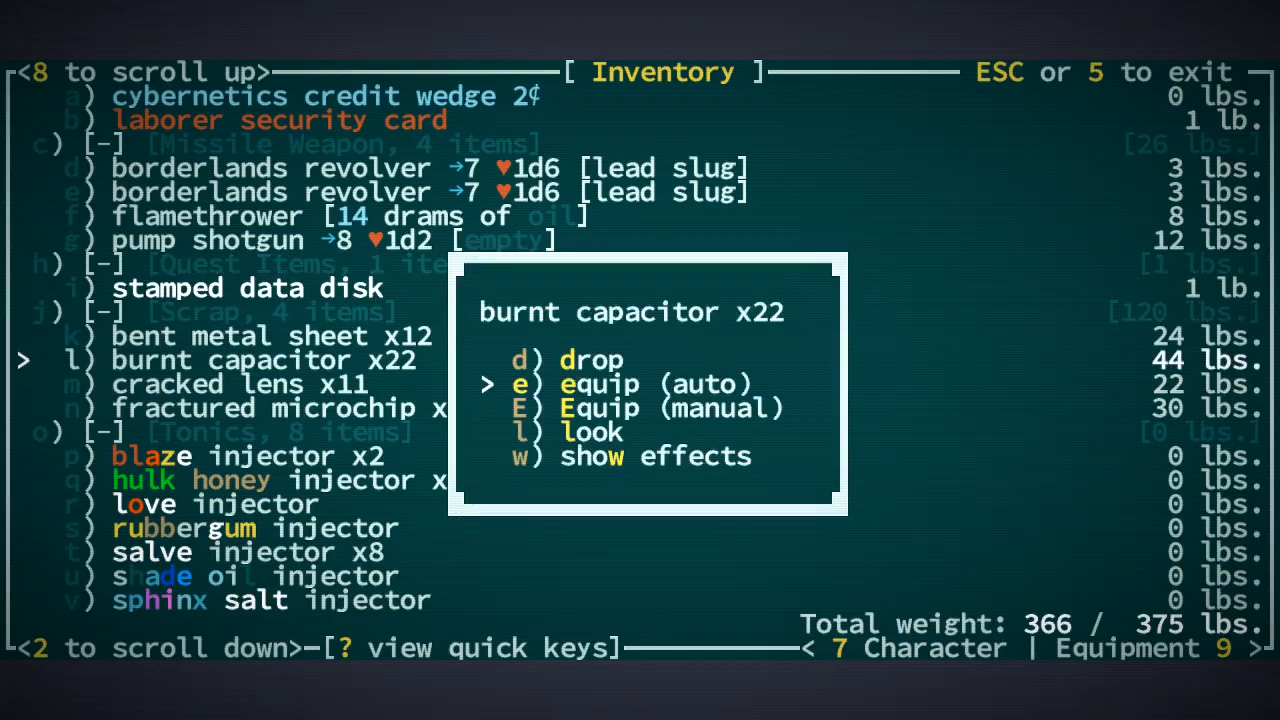 <8 to scroll up> [ Inventory ] ESC or 5 to exit
a) cybernetics credit wedge 2¢ 0 lbs.
b) laborer security card 1 lb.
c) [-] [Missile Weapon, 4 items] [26 lbs.]
d) borderlands revolver →7 ♥1d6 [lead slug] 3 lbs.
e) borderlands revolver →7 ♥1d6 [lead slug] 3 lbs.
f) flamethrower [14 drams of oil] 8 lbs.
g) pump shotgun →8 ♥1d2 [empty] 12 lbs.
h) [-] [Quest Items, 1 ite [1 lbs.]
i) stamped data disk 1 lb.
j) [-] [Scrap, 4 items] [120 lbs.]
k) bent metal sheet x12 24 lbs.
> l) burnt capacitor x22 44 lbs.
m) cracked lens x11 22 lbs.
n) fractured microchip x 30 lbs.
o) [-] [Tonics, 8 items] [0 lbs.]
p) blaze injector x2 0 lbs.
q) hulk honey injector x 0 lbs.
r) love injector 0 lbs.
s) rubbergum injector 0 lbs.
t) salve injector x8 0 lbs.
u) shade oil injector 0 lbs.
v) sphinx salt injector 0 lbs.
Total weight: 366 / 375 lbs.
<2 to scroll down> [? view quick keys] < 7 Character | Equipment 9 >
burnt capacitor x22
d) drop
> e) equip (auto)
E) Equip (manual)
l) look
w) show effects